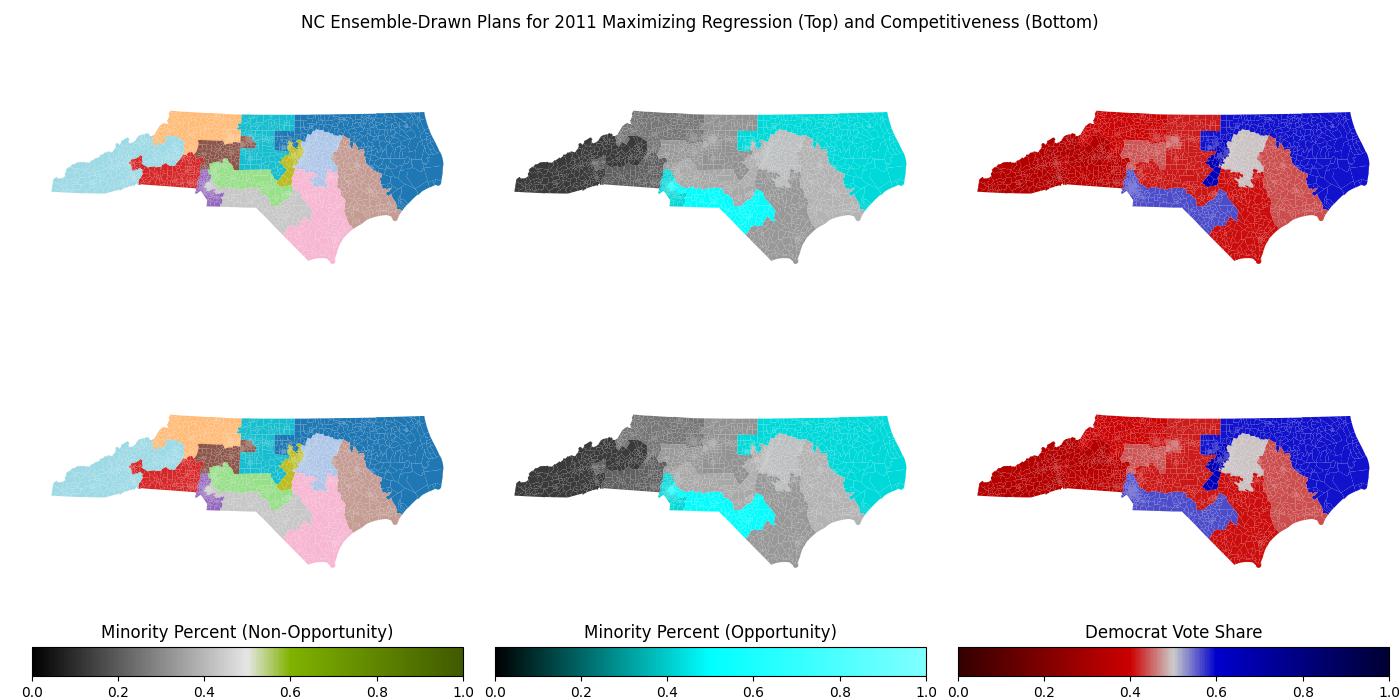 NC Ensemble-Drawn Plans for 2011 Maximizing Regression (Top) and Competitiveness (Bottom)
Minority Percent (Non-Opportunity)
0.0 0.2 0.4 0.6 0.8 1.0
Minority Percent (Opportunity)
0.0 0.2 0.4 0.6 0.8 1.0
Democrat Vote Share
0.0 0.2 0.4 0.6 0.8 1.0